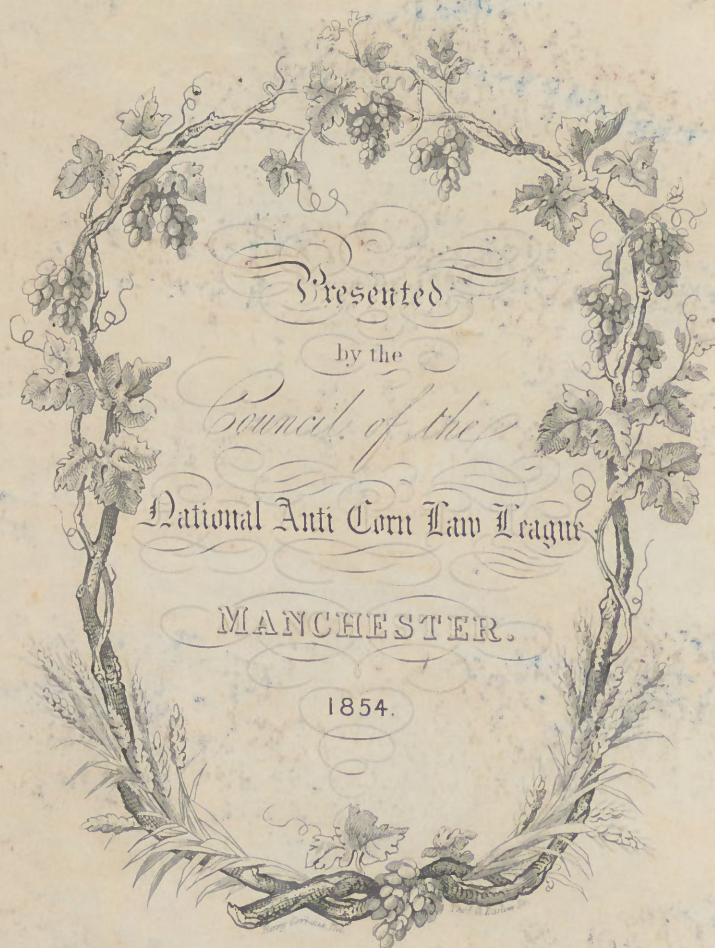 Presented
by the
Council of the
National Anti Corn Law League
MANCHESTER.
1854.